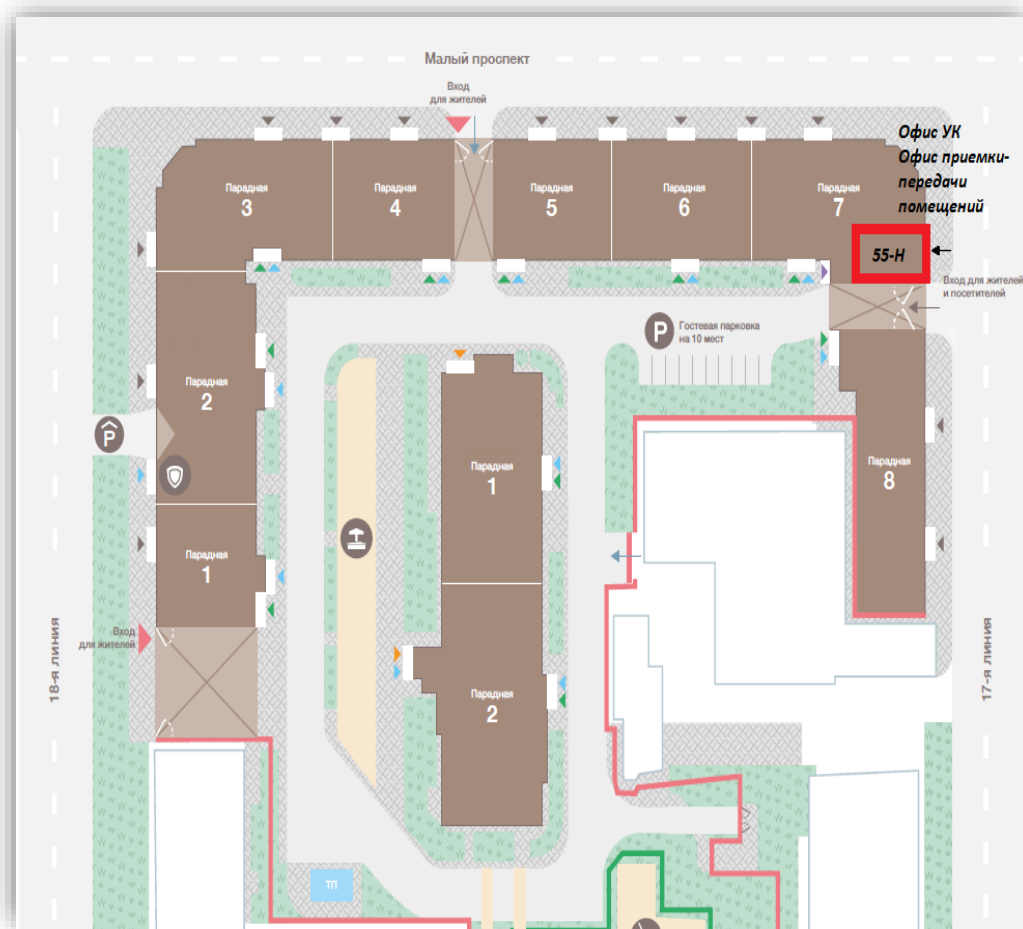 Малый проспект
Вход
для жителей
Офис УК
Офис приемки-
передачи
помещений
Парадная
3
Парадная
4
Парадная
5
Парадная
6
Парадная
7
55-Н
Вход для жителей
и посетителей
P
Гостевая парковка
на 10 мест
Парадная
2
P
Парадная
1
Парадная
8
Парадная
1
Вход
для жителей
18-я линия
17-я линия
Парадная
2
ТП